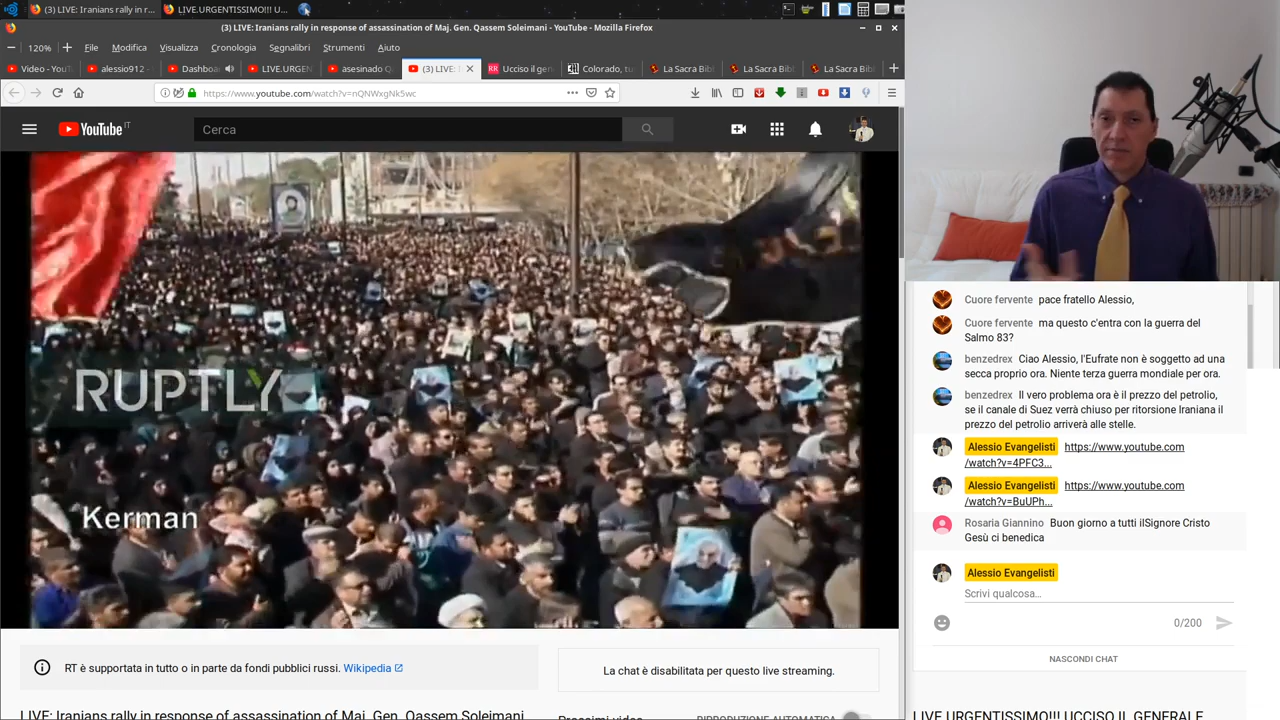 (3) LIVE: Iranians rally in r...
LIVE.URGENTISSIMO!!! U...
(3) LIVE: Iranians rally in response of assassination of Maj. Gen. Qassem Soleimani - YouTube - Mozilla Firefox
120%
File
Modifica
Visualizza
Cronologia
Segnalibri
Strumenti
Aiuto
Video - YouT
alessio912 -
Dashboa
LIVE.URGEN
asesinado Q
(3) LIVE:
Ucciso il gen
Colorado, tu
La Sacra Bibl
La Sacra Bibl
La Sacra Bibl
https://www.youtube.com/watch?v=nQNWxgNk5wc
YouTube IT
Cerca
RUPTLY
Kerman
RT è supportata in tutto o in parte da fondi pubblici russi. Wikipedia
La chat è disabilitata per questo live streaming.
LIVE: Iranians rally in response of assassination of Maj. Gen. Qassem Soleimani
Prossimi video
RIPRODUZIONE AUTOMATICA
Cuore fervente pace fratello Alessio,
Cuore fervente ma questo c'entra con la guerra del
Salmo 83?
benzedrex Ciao Alessio, l'Eufrate non è soggetto ad una
secca proprio ora. Niente terza guerra mondiale per ora.
benzedrex Il vero problema ora è il prezzo del petrolio,
se il canale di Suez verrà chiuso per ritorsione Iraniana il
prezzo del petrolio arriverà alle stelle.
Alessio Evangelisti https://www.youtube.com
/watch?v=4PFC3...
Alessio Evangelisti https://www.youtube.com
/watch?v=BuUPh...
Rosaria Giannino Buon giorno a tutti ilSignore Cristo
Gesù ci benedica
Alessio Evangelisti
Scrivi qualcosa...
0/200
NASCONDI CHAT
LIVE.URGENTISSIMO!!! UCCISO IL GENERALE